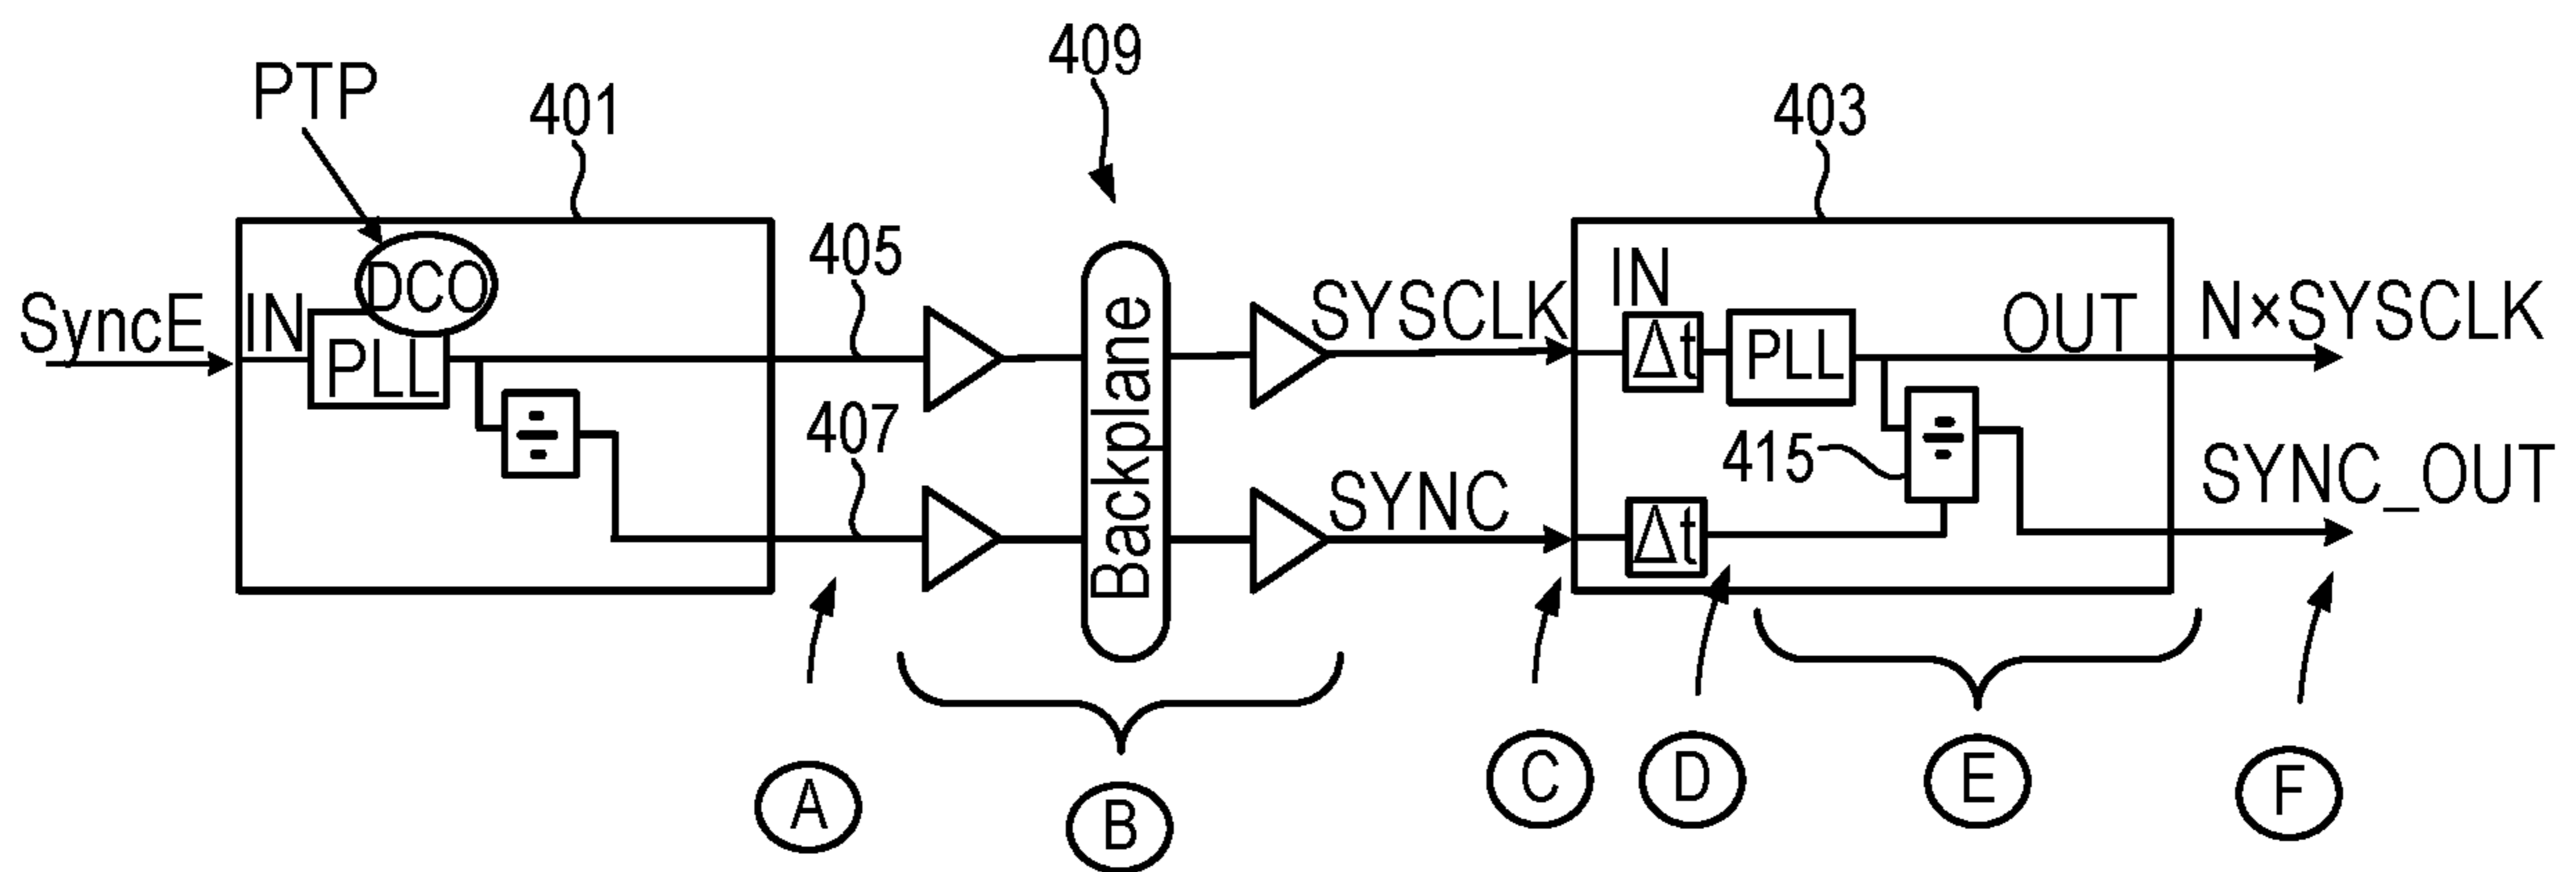 409
PTP
401
403
405
SyncE
IN
DCO
PLL
SYSCLK
IN
Δt
PLL
OUT
N×SYSCLK
÷
407
Backplane
SYNC
415
÷
SYNC_OUT
Δt
A
B
C
D
E
F